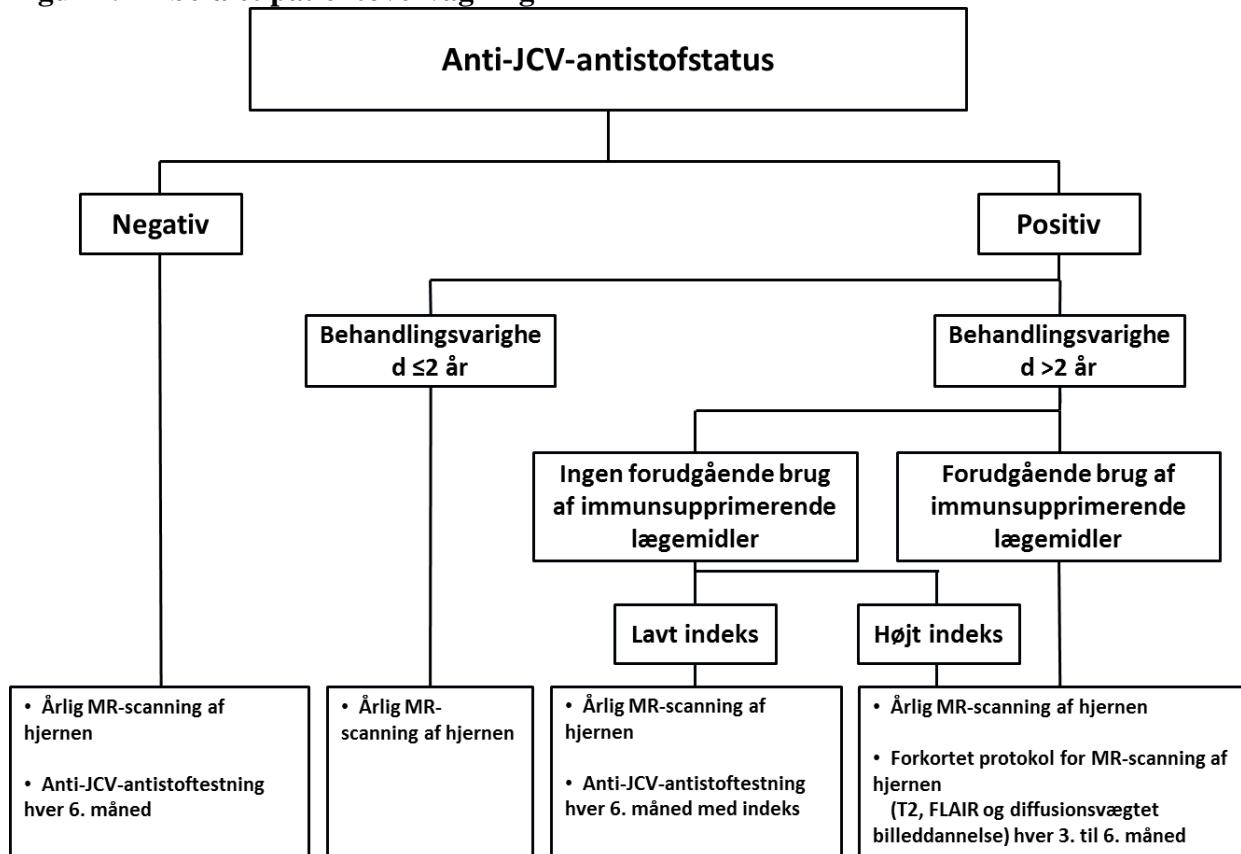 Anti-JCV-antistofstatus
Negativ
Positiv
Behandlingsvarighe
d ≤2 år
Behandlingsvarighe
d >2 år
Ingen forudgående brug
af immunsupprimerende
lægemidler
Forudgående brug af
immunsupprimerende
lægemidler
Lavt indeks
Højt indeks
• Årlig MR-scanning af
hjernen
• Anti-JCV-antistoftestning
hver 6. måned
• Årlig MR-
scanning af hjernen
• Årlig MR-scanning af
hjernen
• Anti-JCV-antistoftestning
hver 6. måned med indeks
• Årlig MR-scanning af hjernen
• Forkortet protokol for MR-scanning af
hjernen
(T2, FLAIR og diffusionsvægtet
billeddannelse) hver 3. til 6. måned